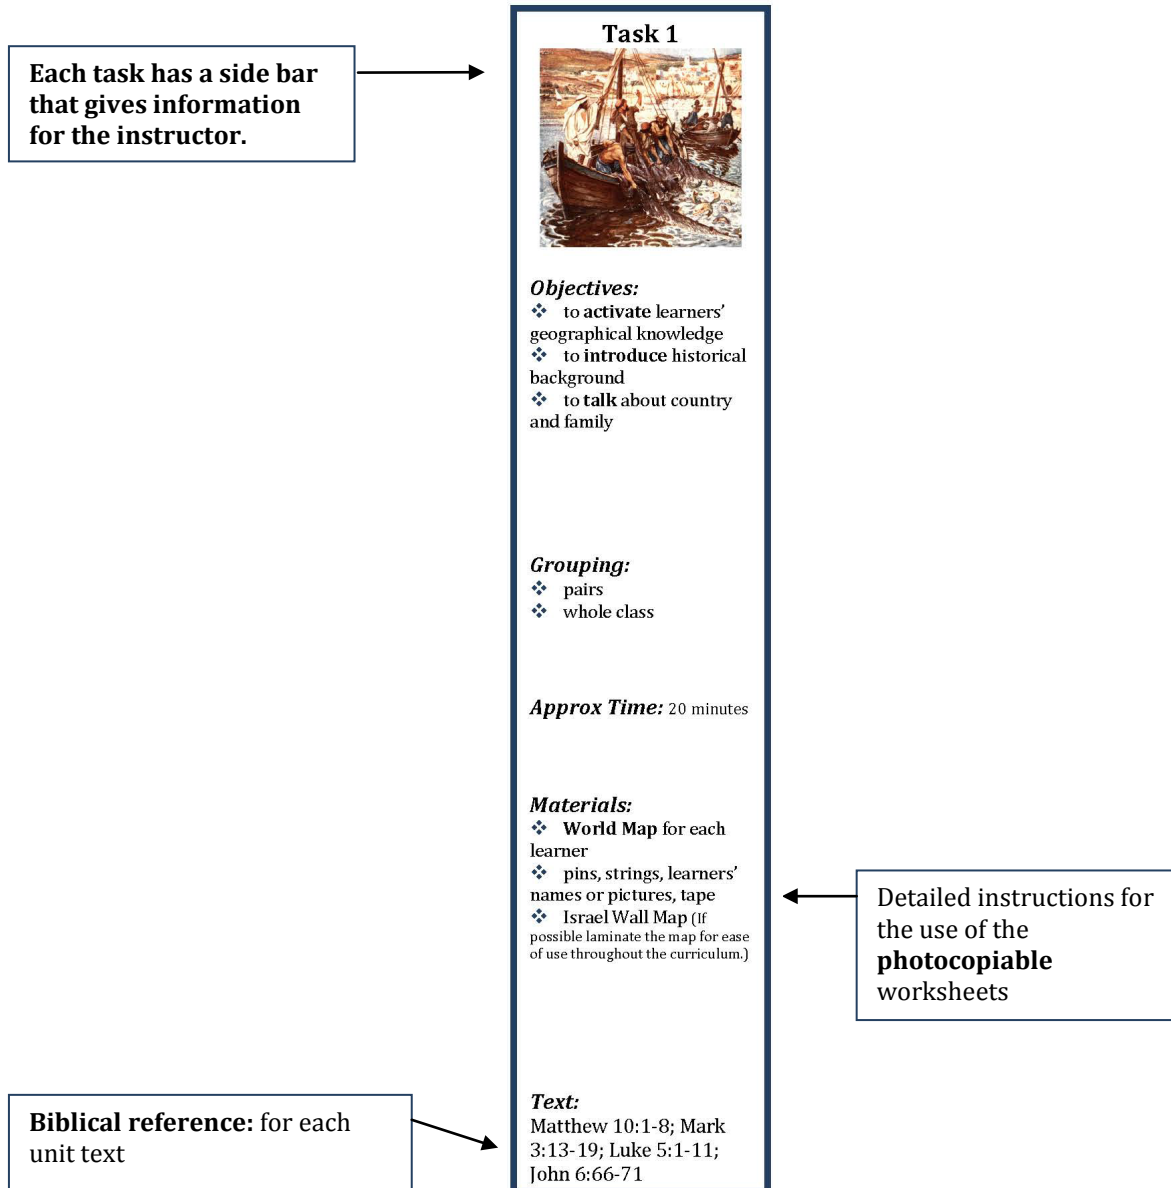 Task 1
Each task has a side bar
that gives information
for the instructor.
Objectives:
❖ to activate learners’
geographical knowledge
❖ to introduce historical
background
❖ to talk about country
and family
Grouping:
❖ pairs
❖ whole class
Approx Time: 20 minutes
Materials:
❖ World Map for each
learner
❖ pins, strings, learners’
names or pictures, tape
❖ Israel Wall Map (If
possible laminate the map for ease
of use throughout the curriculum.)
Detailed instructions for
the use of the
photocopiable
worksheets
Text:
Matthew 10:1-8; Mark
3:13-19; Luke 5:1-11;
John 6:66-71
Biblical reference: for each
unit text